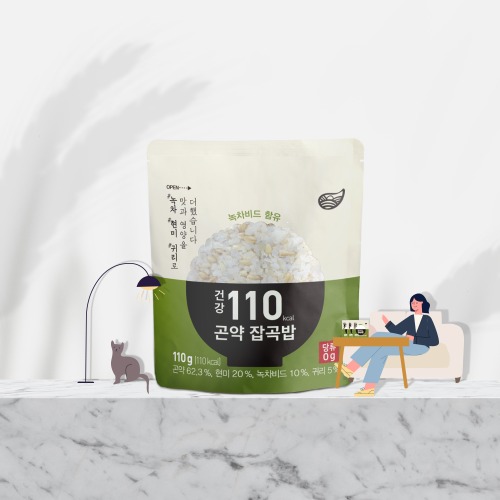 OPEN
#녹차 #현미 #귀리로
맛과 영양을
더했습니다
녹차비드 함유
건강 110 kcal
곤약 잡곡밥
110g [110kcal]
당류
0g
곤약 62.3%, 현미 20%, 녹차비드 10%, 귀리 5